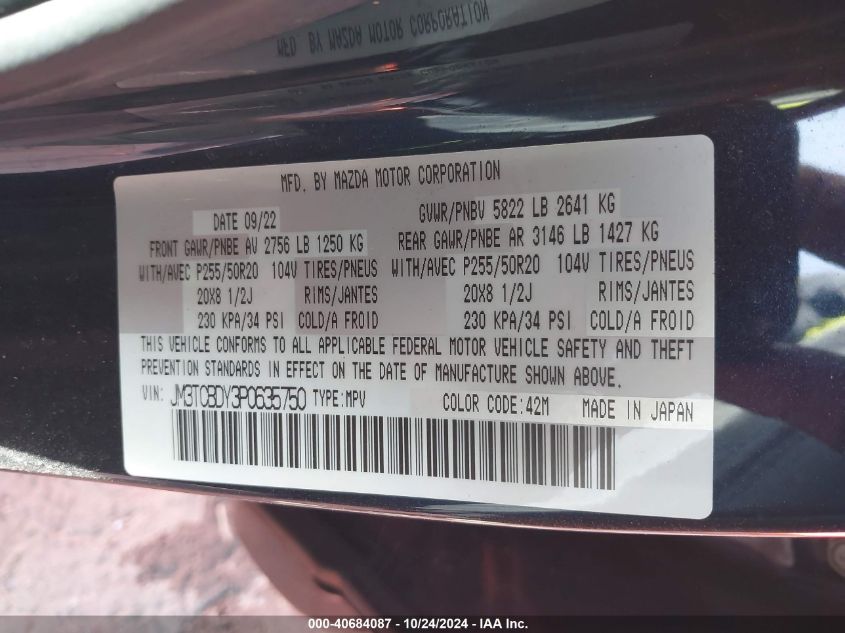 MFD. BY MAZDA MOTOR CORPORATION
MFD. BY MAZDA MOTOR CORPORATION
DATE 09/22
GVWR/PNBV 5822 LB 2641 KG
FRONT GAWR/PNBE AV 2756 LB 1250 KG
REAR GAWR/PNBE AR 3146 LB 1427 KG
WITH/AVEC P255/50R20 104V TIRES/PNEUS
WITH/AVEC P255/50R20 104V TIRES/PNEUS
20X8 1/2J RIMS/JANTES
20X8 1/2J RIMS/JANTES
230 KPA/34 PSI COLD/A FROID
230 KPA/34 PSI COLD/A FROID
THIS VEHICLE CONFORMS TO ALL APPLICABLE FEDERAL MOTOR VEHICLE SAFETY AND THEFT
PREVENTION STANDARDS IN EFFECT ON THE DATE OF MANUFACTURE SHOWN ABOVE.
VIN: JM3TCBDY3P0635750 TYPE:MPV COLOR CODE:42M MADE IN JAPAN
000-40684087 - 10/24/2024 - IAA Inc.